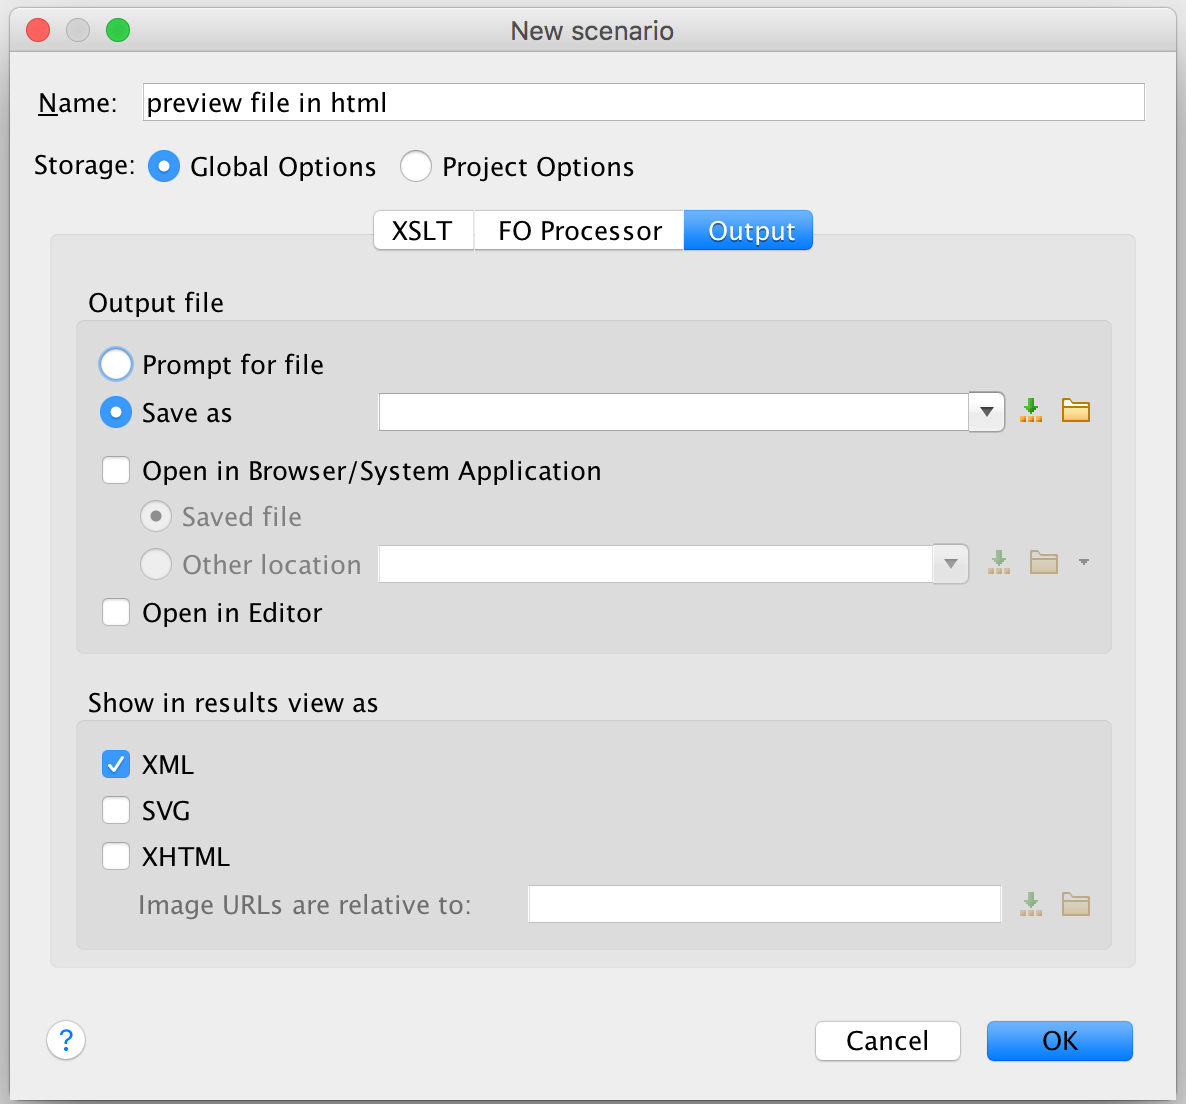 New scenario
Name: preview file in html
Storage: Global Options Project Options
XSLT FO Processor Output
Output file
Prompt for file
Save as
Open in Browser/System Application
Saved file
Other location
Open in Editor
Show in results view as
XML
SVG
XHTML
Image URLs are relative to:
? Cancel OK